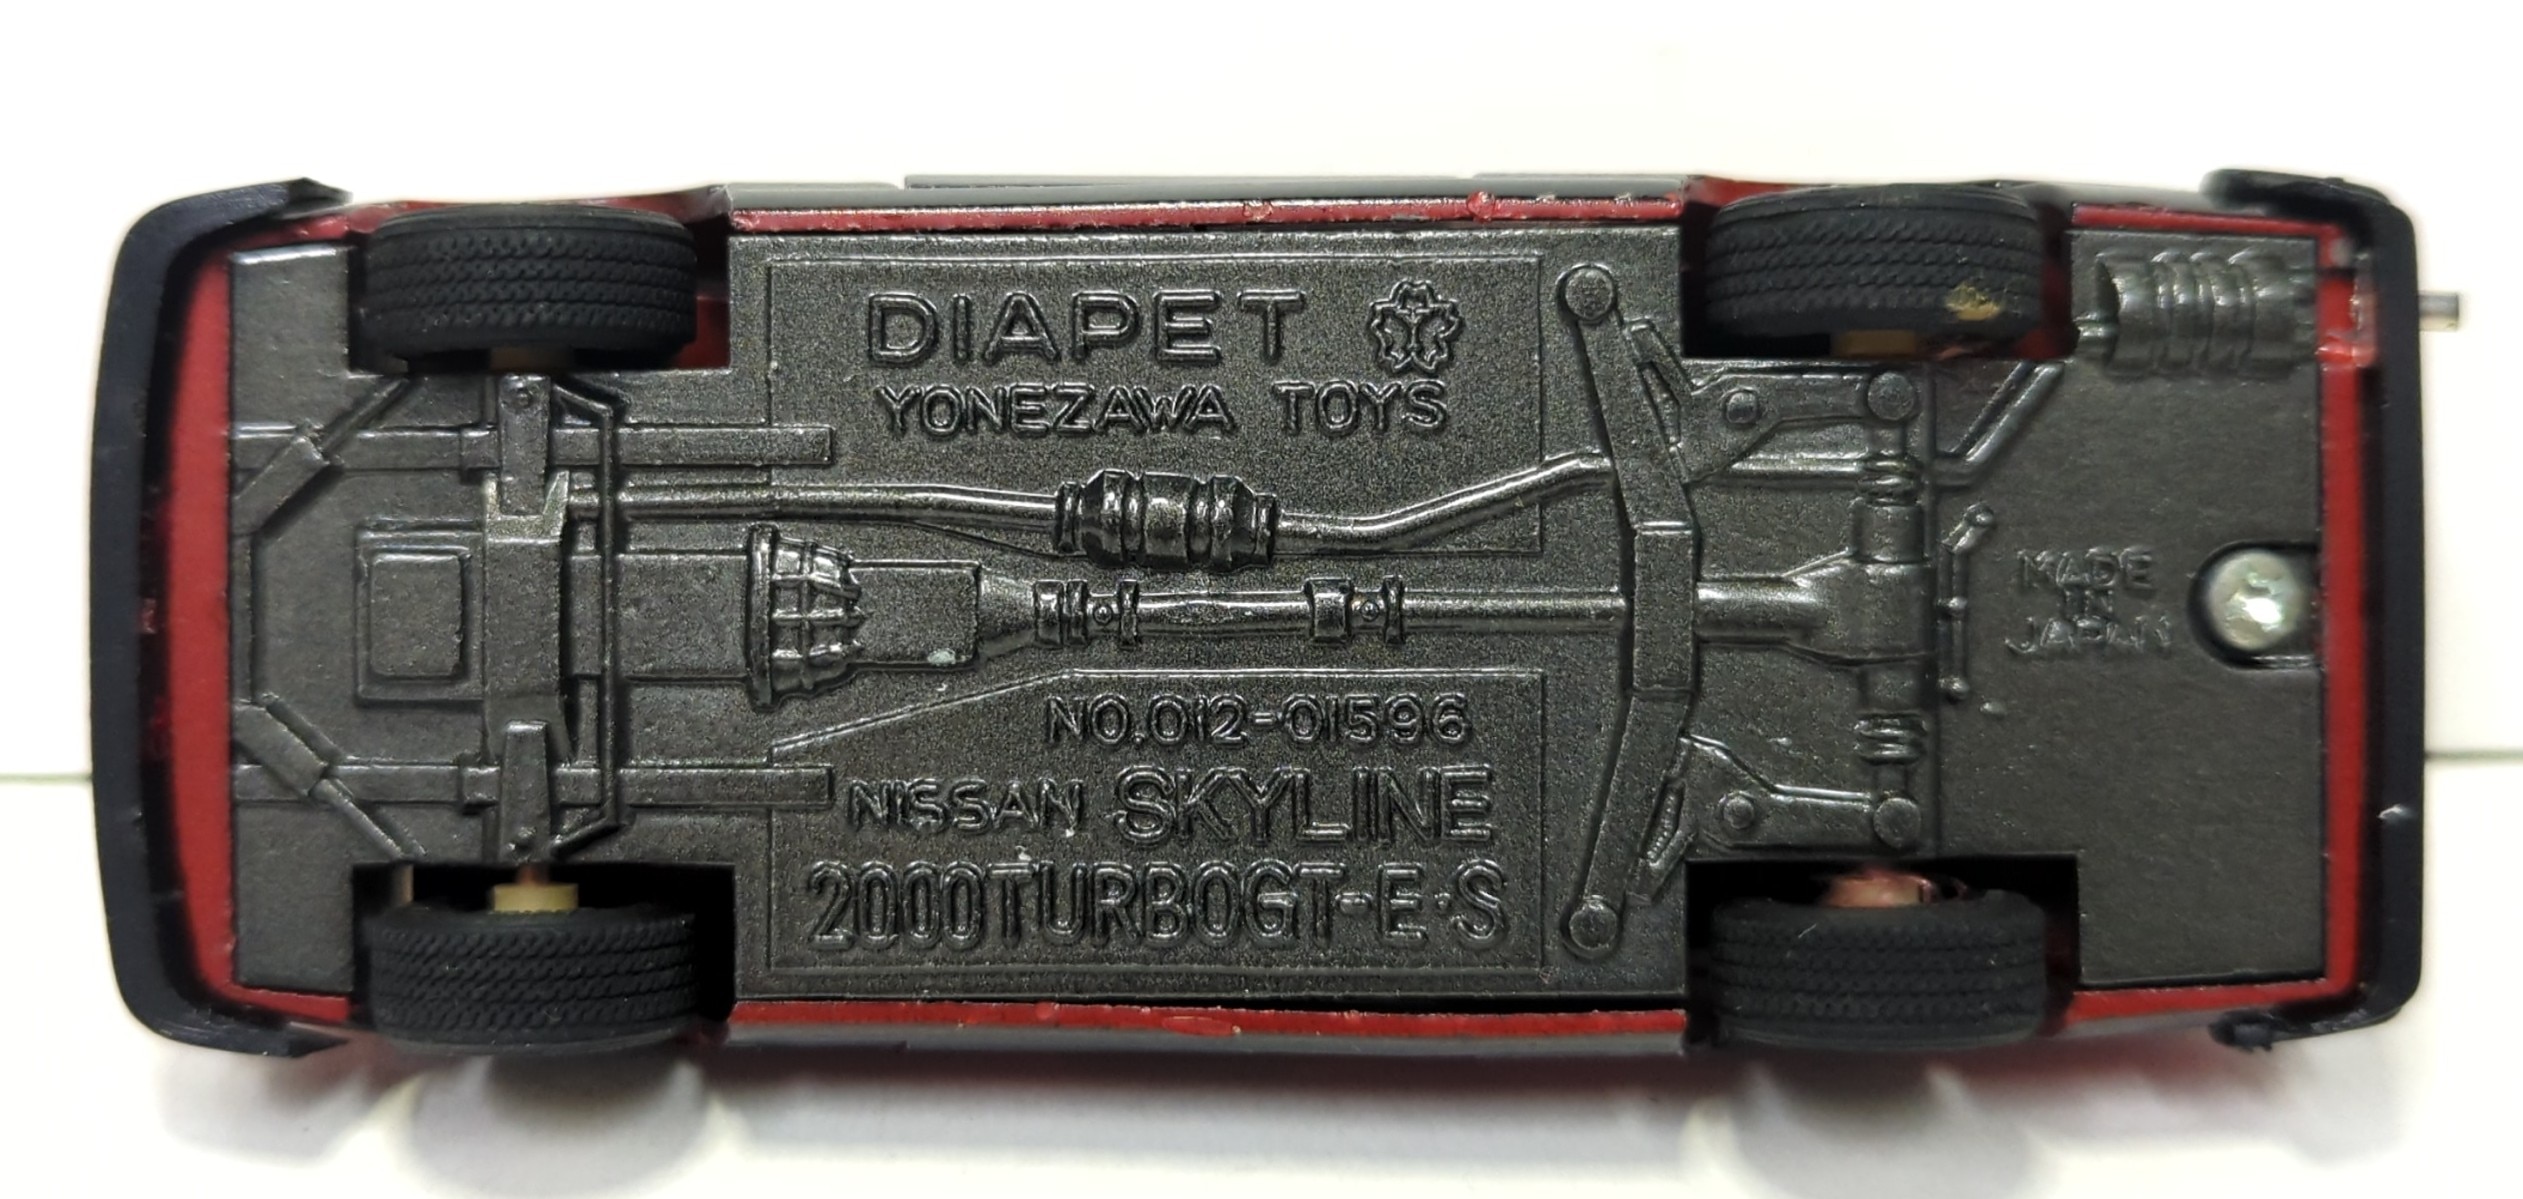 DIAPET
YONEZAWA TOYS
NO.012-01596
NISSAN SKYLINE
2000TURBOGT-E·S
MADE
IN
JAPAN